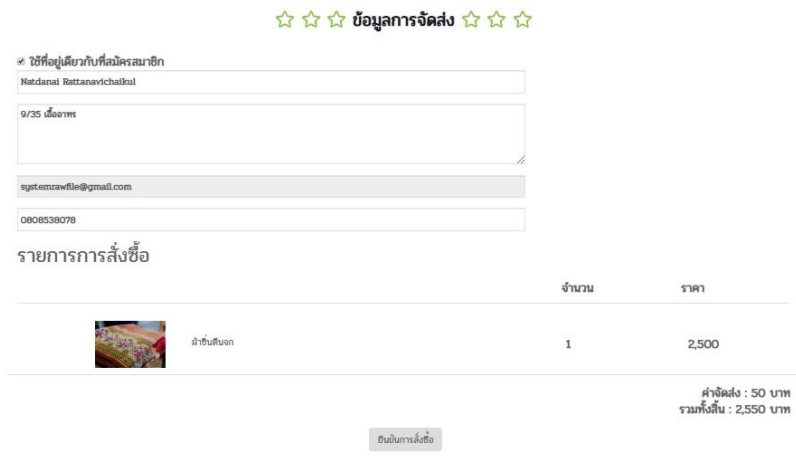 ข้อมูลการจัดส่ง
ใช้ที่อยู่เดียวกับที่สมัครสมาชิก
Natdanai Rattanavichaikul
9/35 เอื้ออาทร
systemrawfile@gmail.com
0808538078
รายการการสั่งซื้อ
จำนวน ราคา
ผ้าซิ่นตีนจก 1 2,500
ค่าจัดส่ง : 50 บาท
รวมทั้งสิ้น : 2,550 บาท
ยืนยันการสั่งซื้อ